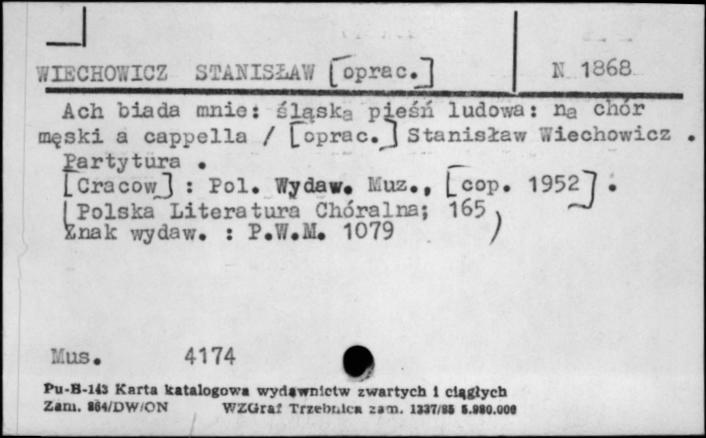 WIECHOWICZ STANISŁAW [oprac.] N 1868
Ach biada mnie: śląska pieśń ludowa: na chór
męski a cappella / [oprac.] Stanisław Wiechowicz .
Partytura .
[Cracow] : Pol. Wydaw. Muz., [cop. 1952] .
(Polska Literatura Chóralna; 165)
Znak wydaw. : P.W.M. 1079
Mus. 4174
Pu-B-143 Karta katalogowa wydawnictw zwartych i ciągłych
Zam. 864/DW/ON WZGraf Trzebnica zam. 1337/85 5.980.000